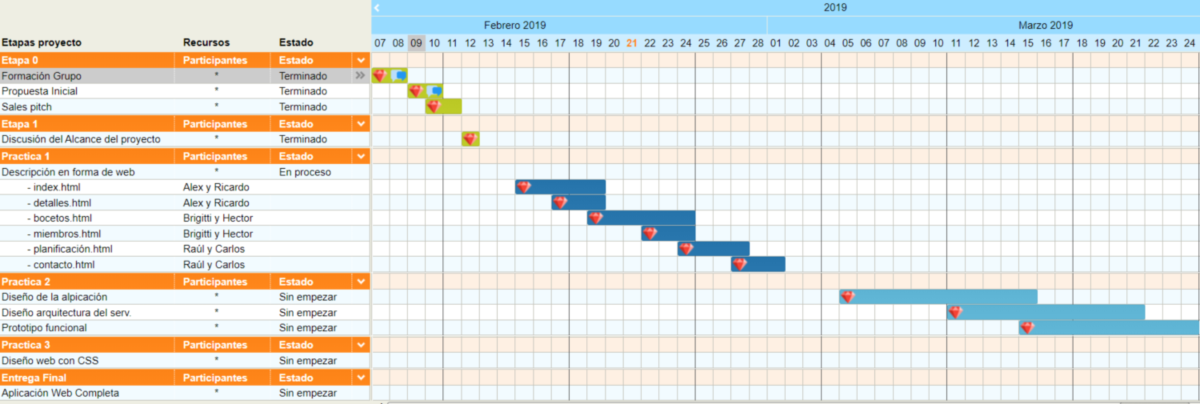 2019
Febrero 2019 Marzo 2019
Etapas proyecto Recursos Estado 07 08 09 10 11 12 13 14 15 16 17 18 19 20 21 22 23 24 25 26 27 28 01 02 03 04 05 06 07 08 09 10 11 12 13 14 15 16 17 18 19 20 21 22 23 24
Etapa 0 Participantes Estado
Formación Grupo * Terminado
Propuesta Inicial * Terminado
Sales pitch * Terminado
Etapa 1 Participantes Estado
Discusión del Alcance del proyecto * Terminado
Practica 1 Participantes Estado
Descripción en forma de web * En proceso
- index.html Alex y Ricardo
- detalles.html Alex y Ricardo
- bocetos.html Brigitti y Hector
- miembros.html Brigitti y Hector
- planificación.html Raúl y Carlos
- contacto.html Raúl y Carlos
Practica 2 Participantes Estado
Diseño de la alpicación * Sin empezar
Diseño arquitectura del serv. * Sin empezar
Prototipo funcional * Sin empezar
Practica 3 Participantes Estado
Diseño web con CSS * Sin empezar
Entrega Final Participantes Estado
Aplicación Web Completa * Sin empezar